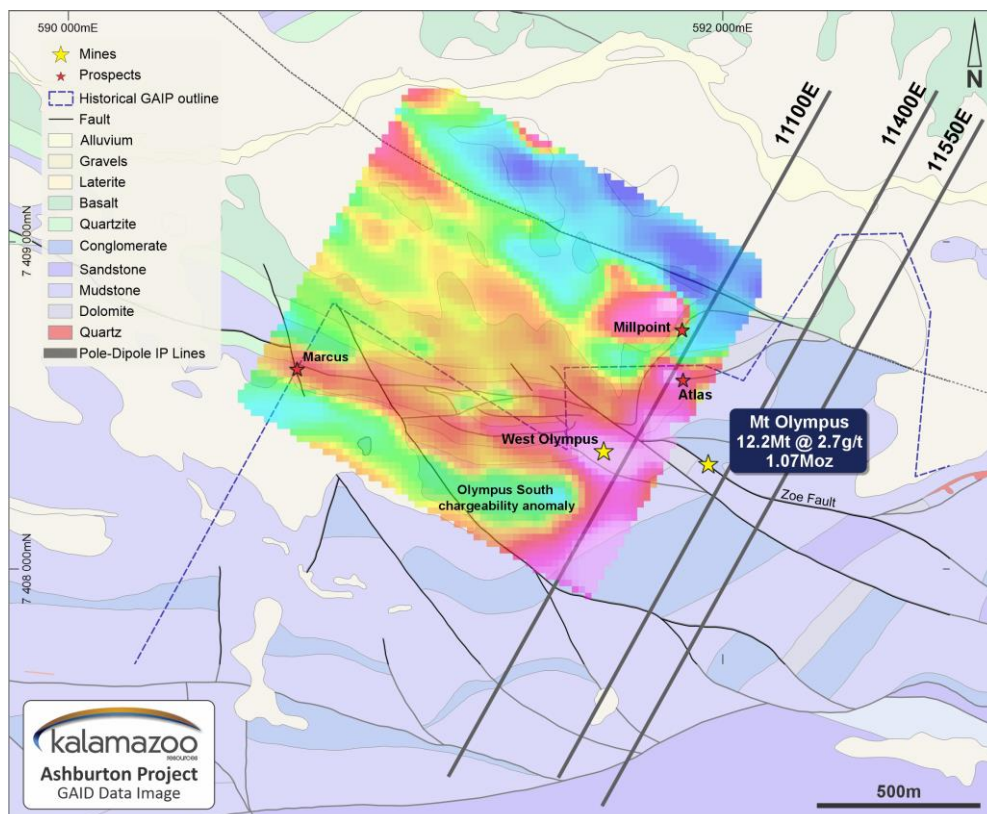 590 000mE
592 000mE
Mines
Prospects
Historical GAIP outline
Fault
Alluvium
Gravels
Laterite
Basalt
Quartzite
Conglomerate
Sandstone
Mudstone
Dolomite
Quartz
Pole-Dipole IP Lines
N
11100E
11400E
11550E
7 409 000mN
7 408 000mN
Millpoint
Marcus
Atlas
West Olympus
Mt Olympus
12.2Mt @ 2.7g/t
1.07Moz
Olympus South
chargeability anomaly
Zoe Fault
kalamazoo
resources
Ashburton Project
GAID Data Image
500m